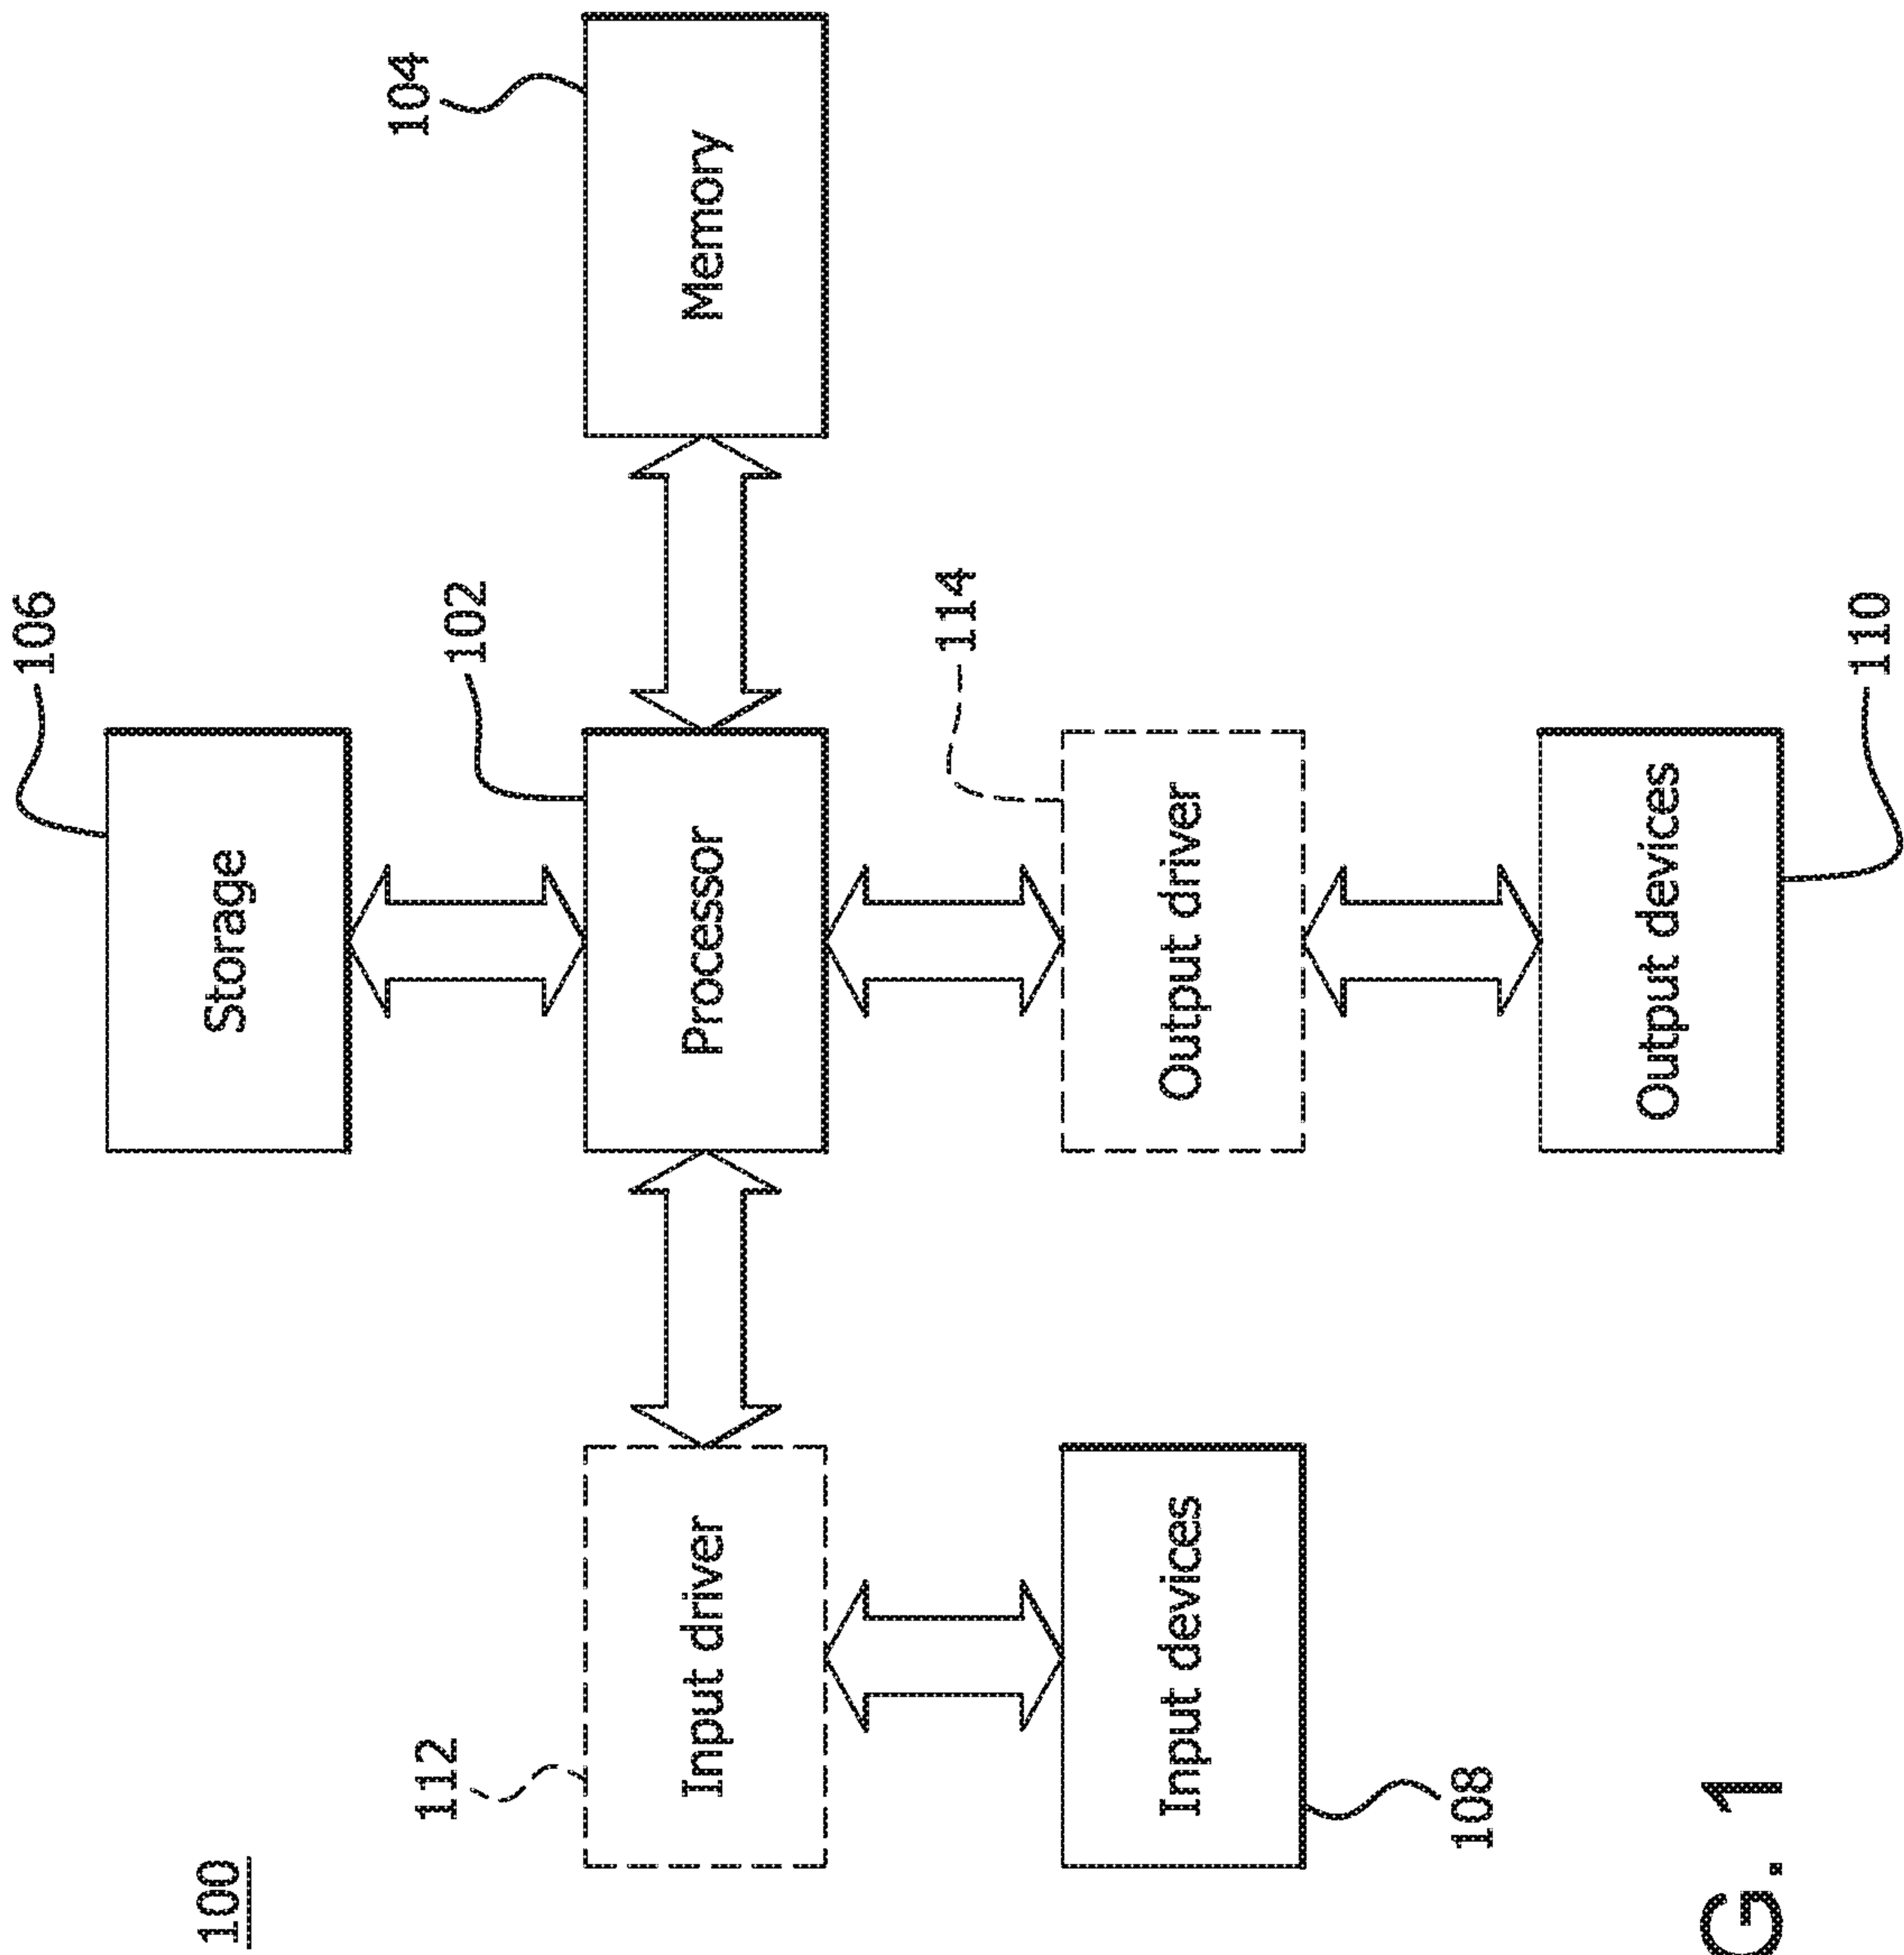 100
106
Storage
112
102
104
Input driver
Processor
Memory
114
Input devices
Output driver
108
Output devices
110
G. 1